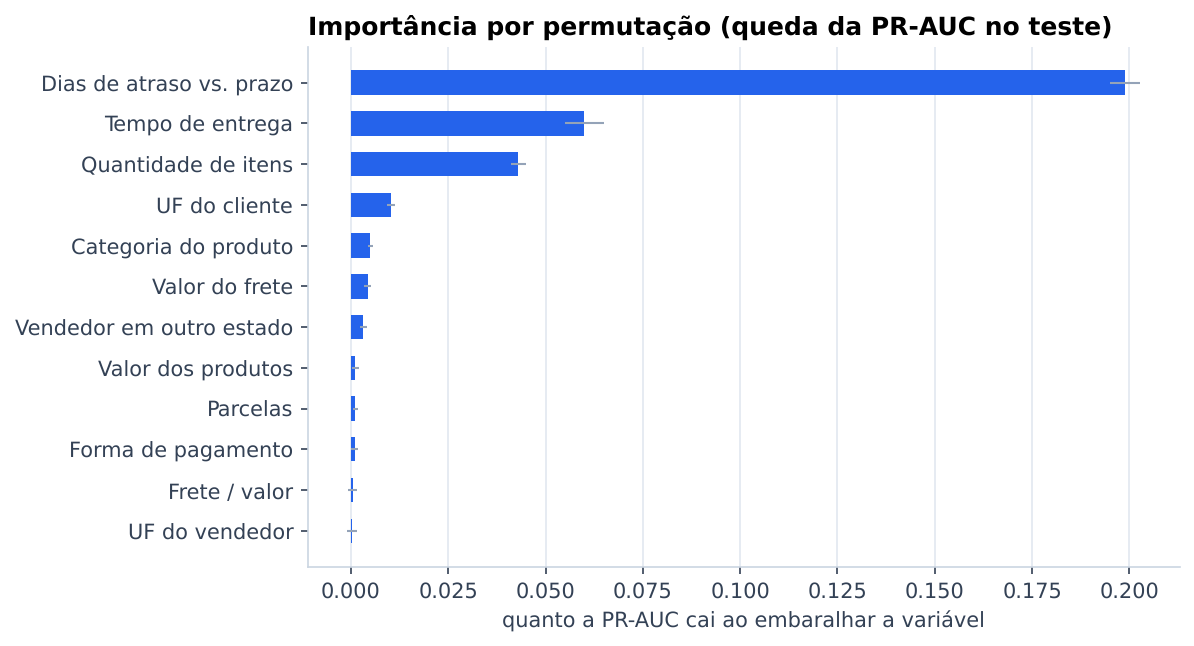 Importância por permutação (queda da PR-AUC no teste)
Dias de atraso vs. prazo
Tempo de entrega
Quantidade de itens
UF do cliente
Categoria do produto
Valor do frete
Vendedor em outro estado
Valor dos produtos
Parcelas
Forma de pagamento
Frete / valor
UF do vendedor
0.000 0.025 0.050 0.075 0.100 0.125 0.150 0.175 0.200
quanto a PR-AUC cai ao embaralhar a variável